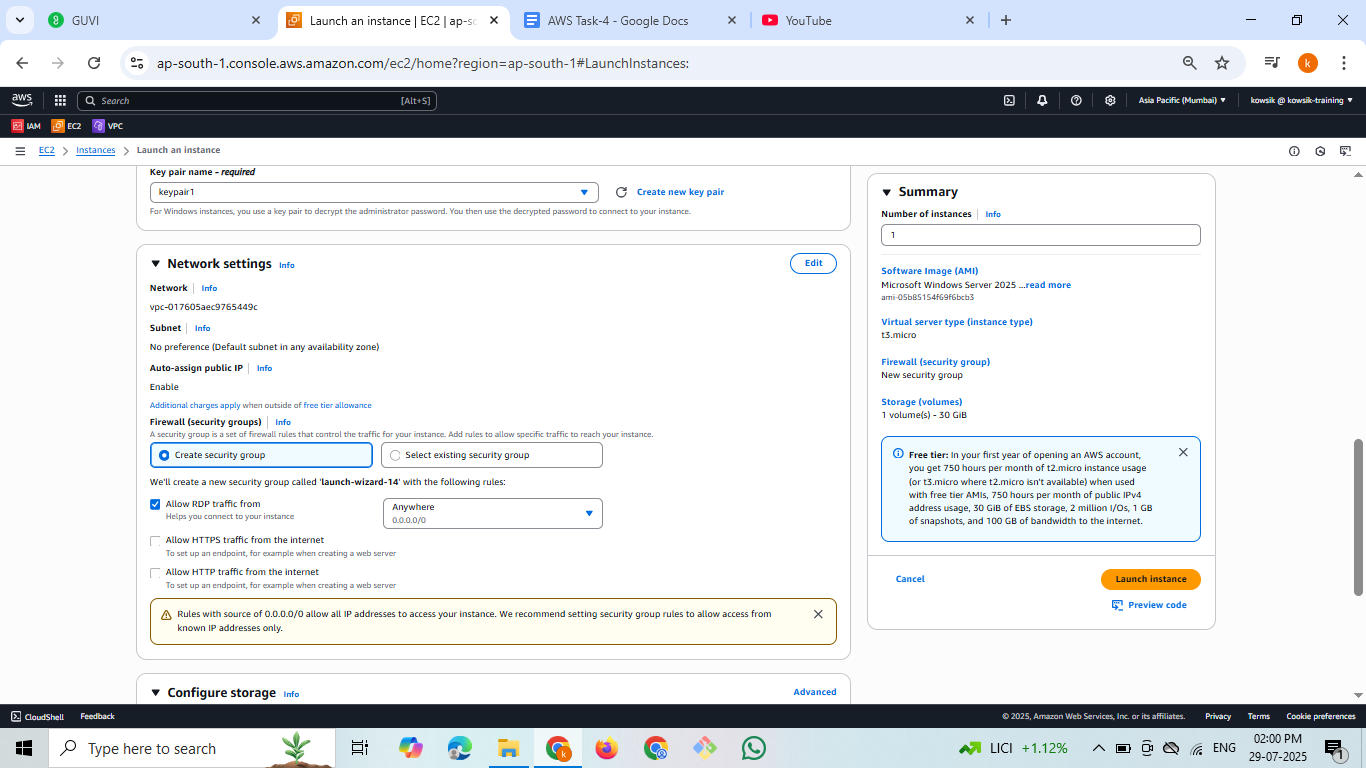 GUVI
Launch an instance | EC2 | ap-sc
AWS Task-4 - Google Docs
YouTube
ap-south-1.console.aws.amazon.com/ec2/home?region=ap-south-1#LaunchInstances:
k
aws
Search
[Alt+S]
Asia Pacific (Mumbai)
kowsik @ kowsik-training
IAM
EC2
VPC
EC2
Instances
Launch an instance
Key pair name - required
keypair1
Create new key pair
For Windows instances, you use a key pair to decrypt the administrator password. You then use the decrypted password to connect to your instance.
Network settings Info
Edit
Network Info
vpc-017605aec9765449c
Subnet Info
No preference (Default subnet in any availability zone)
Auto-assign public IP Info
Enable
Additional charges apply when outside of free tier allowance
Firewall (security groups) Info
A security group is a set of firewall rules that control the traffic for your instance. Add rules to allow specific traffic to reach your instance.
Create security group
Select existing security group
We'll create a new security group called 'launch-wizard-14' with the following rules:
Allow RDP traffic from
Helps you connect to your instance
Anywhere
0.0.0.0/0
Allow HTTPS traffic from the internet
To set up an endpoint, for example when creating a web server
Allow HTTP traffic from the internet
To set up an endpoint, for example when creating a web server
Rules with source of 0.0.0.0/0 allow all IP addresses to access your instance. We recommend setting security group rules to allow access from
known IP addresses only.
Configure storage Info
Advanced
Summary
Number of instances Info
1
Software Image (AMI)
Microsoft Windows Server 2025 ...read more
ami-05b85154f69f6bcb3
Virtual server type (instance type)
t3.micro
Firewall (security group)
New security group
Storage (volumes)
1 volume(s) - 30 GiB
Free tier: In your first year of opening an AWS account,
you get 750 hours per month of t2.micro instance usage
(or t3.micro where t2.micro isn't available) when used
with free tier AMIs, 750 hours per month of public IPv4
address usage, 30 GiB of EBS storage, 2 million I/Os, 1 GB
of snapshots, and 100 GB of bandwidth to the internet.
Cancel
Launch instance
Preview code
CloudShell
Feedback
© 2025, Amazon Web Services, Inc. or its affiliates.
Privacy
Terms
Cookie preferences
Type here to search
LICI +1.12%
ENG
02:00 PM
29-07-2025
1